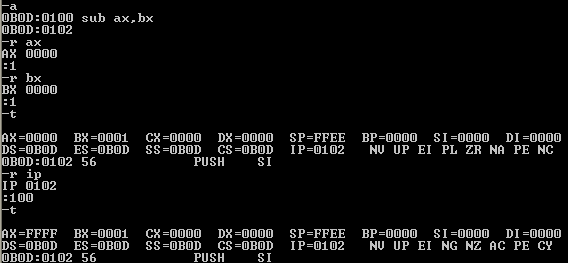 -a
0B0D:0100 sub ax,bx
0B0D:0102
-r ax
AX 0000
:1
-r bx
BX 0000
:1
-t
AX=0000 BX=0001 CX=0000 DX=0000 SP=FFEE BP=0000 SI=0000 DI=0000
DS=0B0D ES=0B0D SS=0B0D CS=0B0D IP=0102 NV UP EI PL ZR NA PE NC
0B0D:0102 56 PUSH SI
-r ip
IP 0102
:100
-t
AX=FFFF BX=0001 CX=0000 DX=0000 SP=FFEE BP=0000 SI=0000 DI=0000
DS=0B0D ES=0B0D SS=0B0D CS=0B0D IP=0102 NV UP EI NG NZ AC PE CY
0B0D:0102 56 PUSH SI